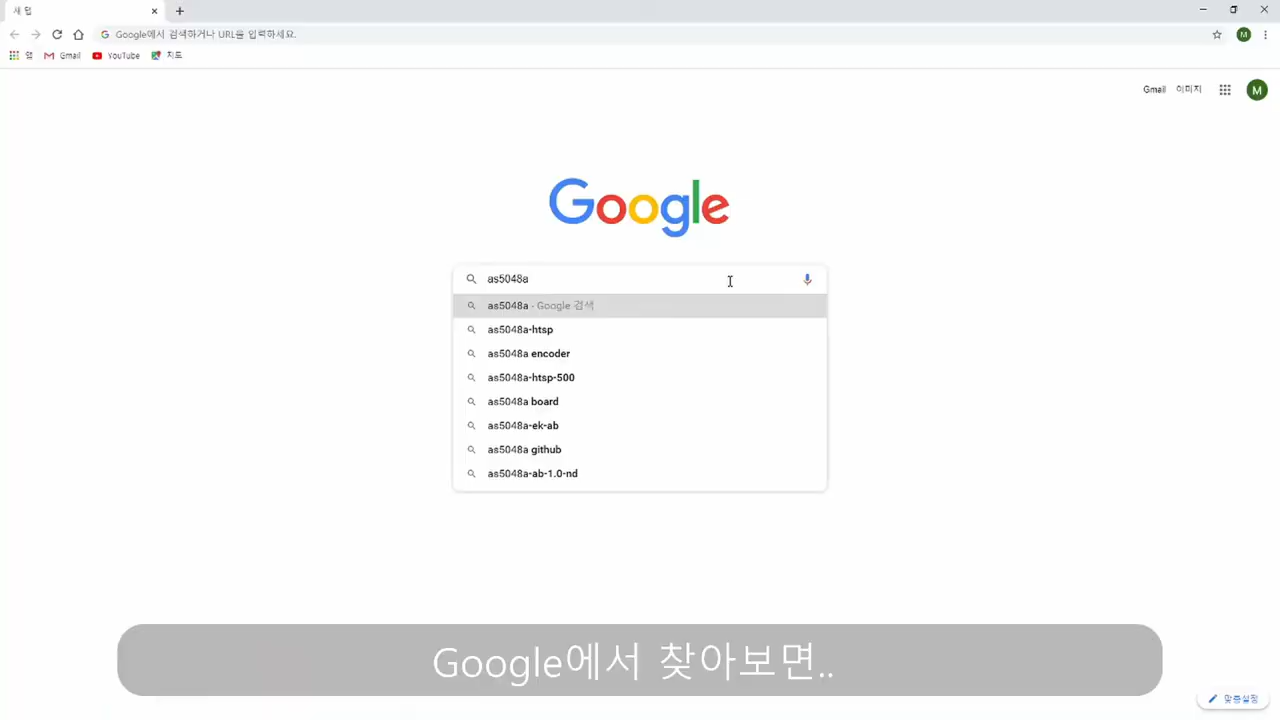 새 탭
Google에서 검색하거나 URL을 입력하세요.
M
앱 Gmail YouTube 지도
Gmail 이미지 M
Google
as5048a
as5048a - Google 검색
as5048a-htsp
as5048a encoder
as5048a-htsp-500
as5048a board
as5048a-ek-ab
as5048a github
as5048a-ab-1.0-nd
Google에서 찾아보면..
맞춤설정